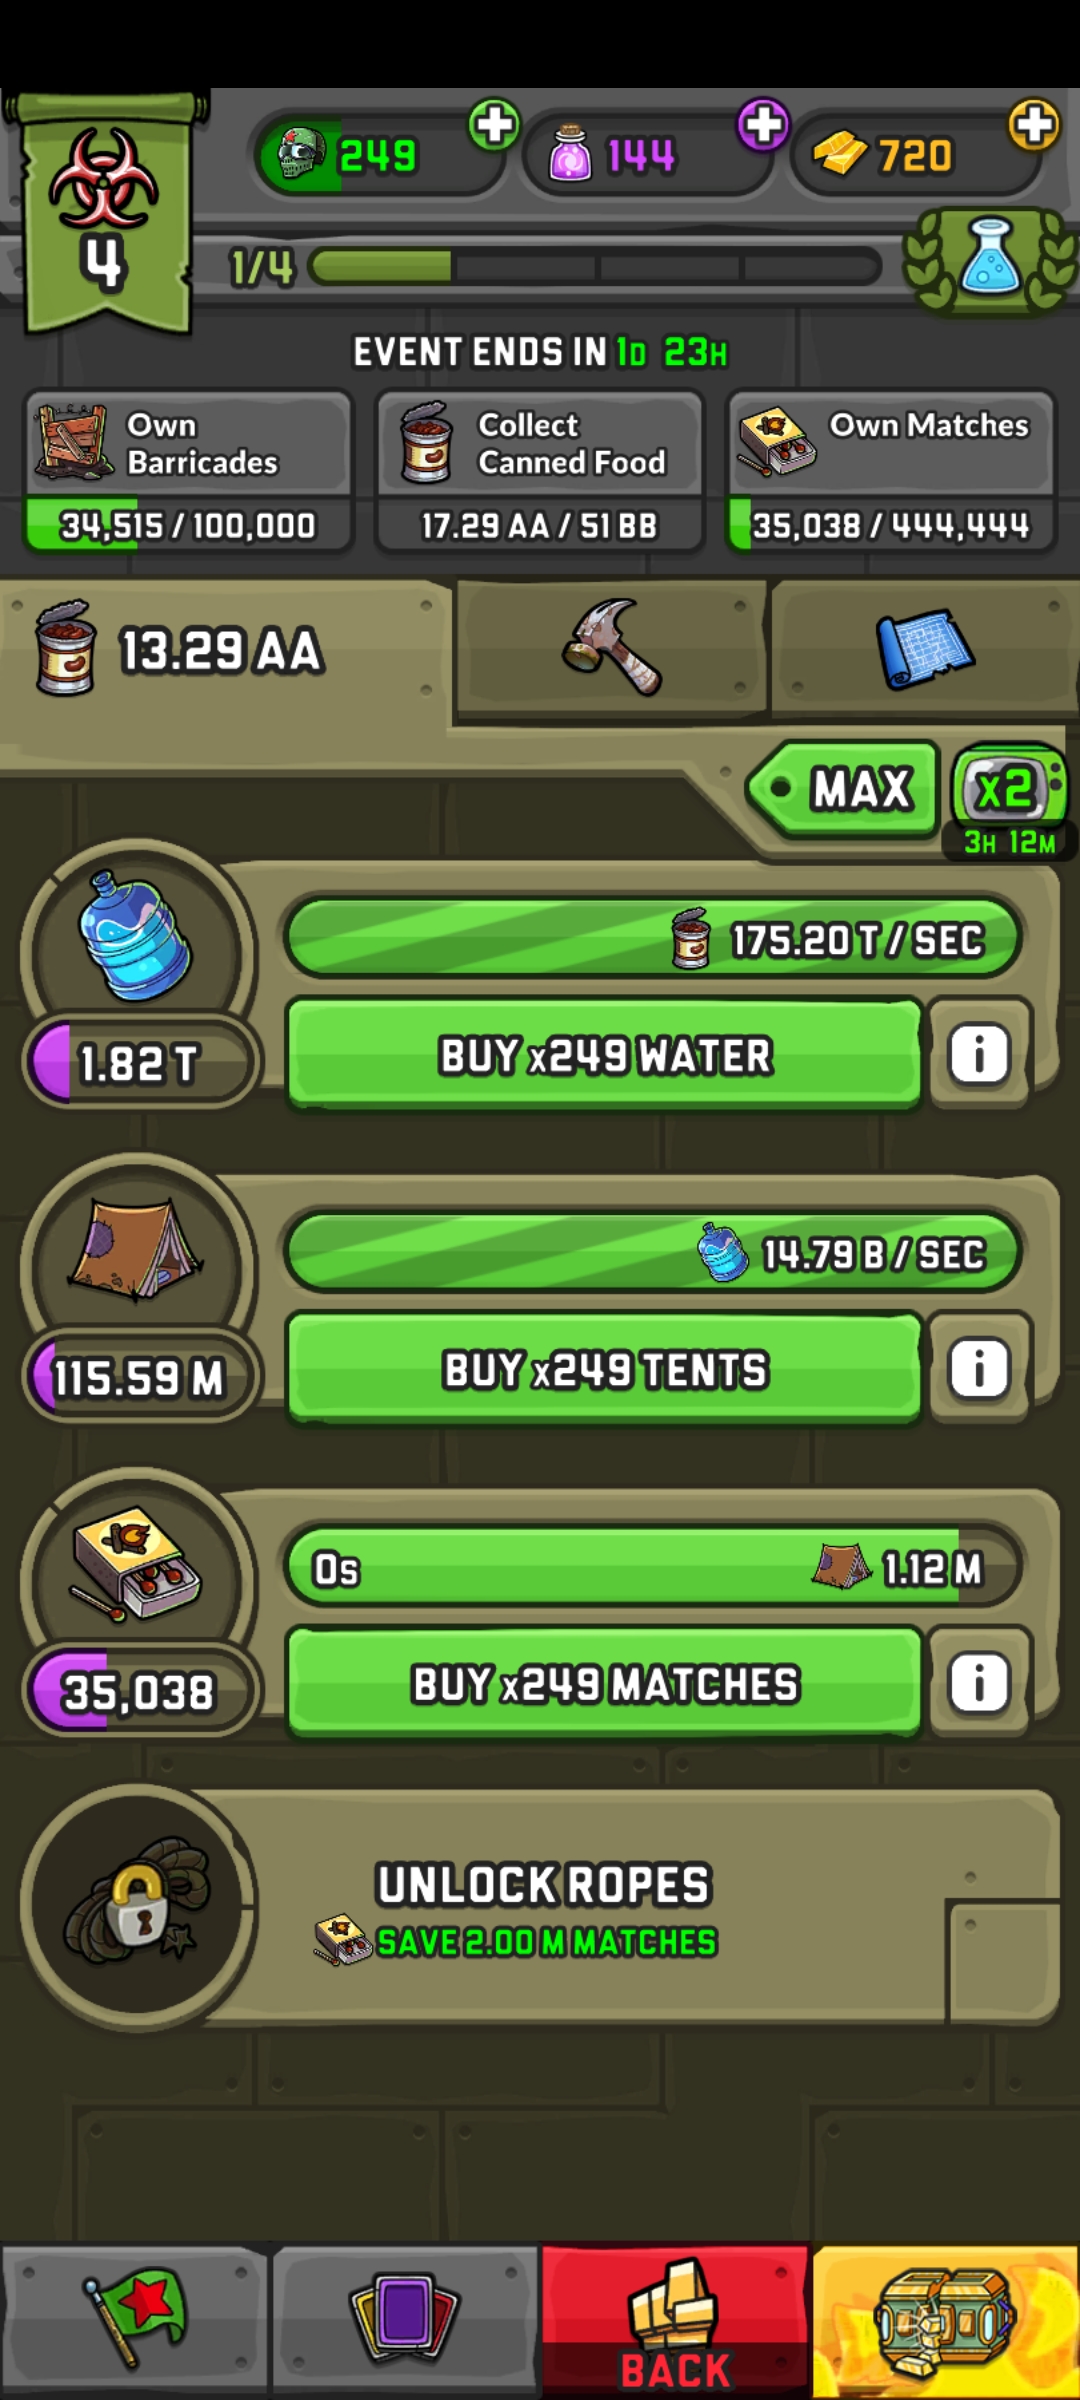 249
144
720
4
1/4
EVENT ENDS IN 1D 23H
Own
Barricades
34,515 / 100,000
Collect
Canned Food
17.29 AA / 51 BB
Own Matches
35,038 / 444,444
13.29 AA
MAX
x2
3H 12M
175.20 T / SEC
1.82 T
BUY x249 WATER
i
14.79 B / SEC
115.59 M
BUY x249 TENTS
i
0s
1.12 M
35,038
BUY x249 MATCHES
i
UNLOCK ROPES
SAVE 2.00 M MATCHES
BACK